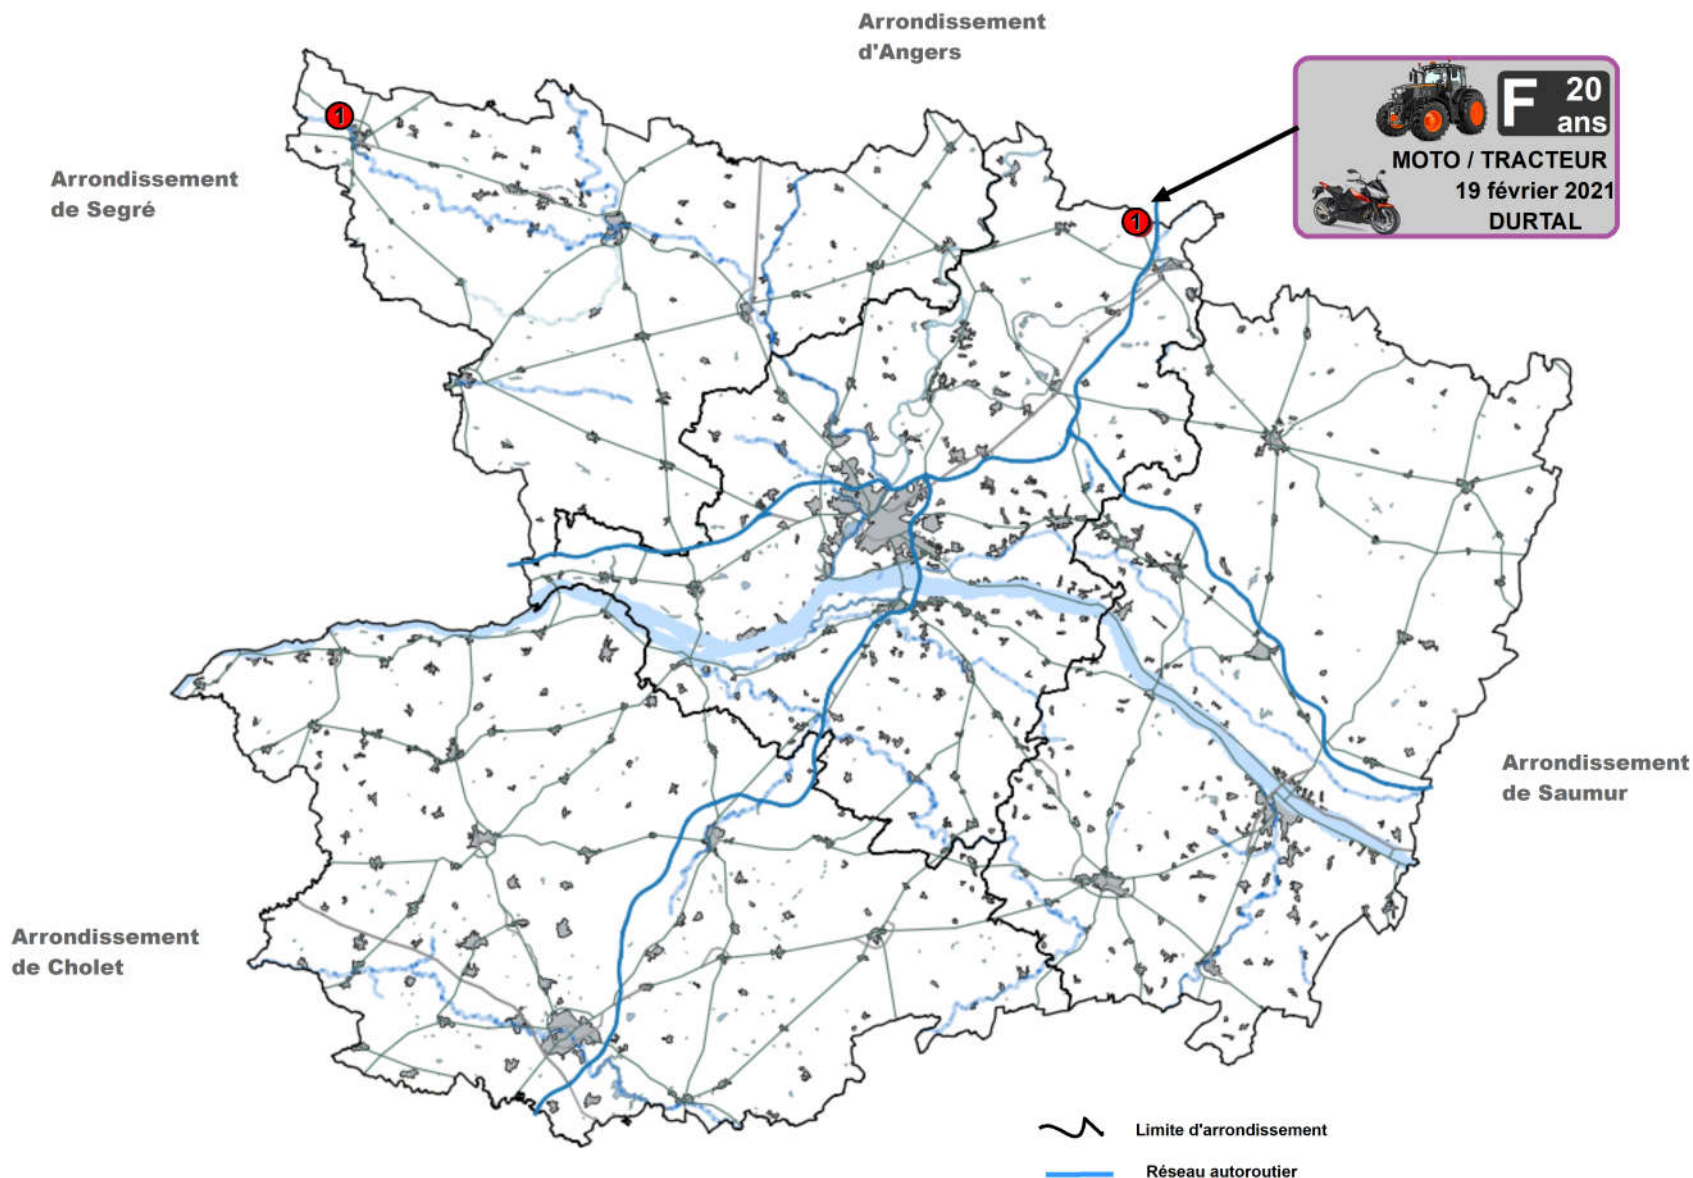 Arrondissement
d'Angers
F 20
ans
MOTO / TRACTEUR
19 février 2021
DURTAL
1
1
Arrondissement
de Segré
Arrondissement
de Saumur
Arrondissement
de Cholet
Limite d'arrondissement
Réseau autoroutier